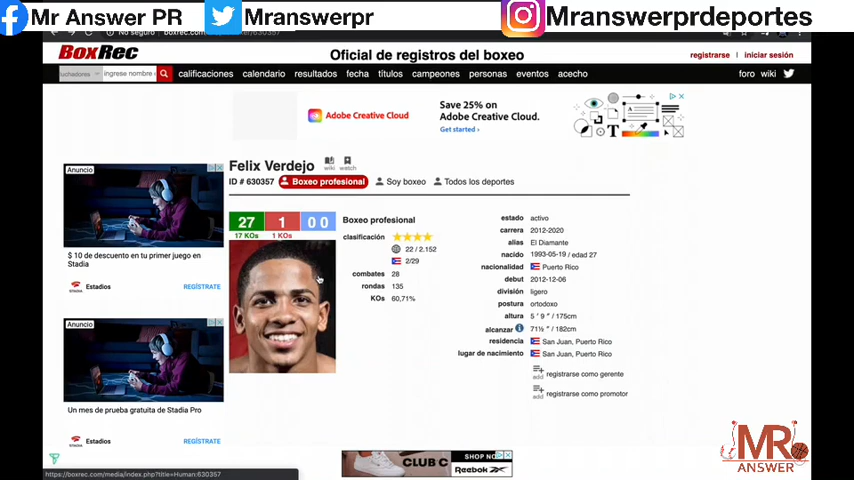 Mr Answer PR
Mranswerpr
Mranswerprdeportes
No seguro
BoxRec
Oficial de registros del boxeo
registrarse | iniciar sesión
luchadores
ingrese nombre
calificaciones calendario resultados fecha títulos campeones personas eventos acecho
foro wiki
Adobe Creative Cloud
Save 25% on
Adobe Creative Cloud.
Get started ›
Felix Verdejo
wiki watch
ID # 630357
Boxeo profesional
Soy boxeo
Todos los deportes
27 1 0 0
17 KOs 1 KOs
Boxeo profesional
clasificación
22 / 2.152
2/29
combates 28
rondas 135
KOs 60,71%
estado activo
carrera 2012-2020
alias El Diamante
nacido 1993-05-19 / edad 27
nacionalidad Puerto Rico
debut 2012-12-06
división ligero
postura ortodoxo
altura 5′ 9″ / 175cm
alcanzar 71½″ / 182cm
residencia San Juan, Puerto Rico
lugar de nacimiento San Juan, Puerto Rico
add registrarse como gerente
add registrarse como promotor
Anuncio
$ 10 de descuento en tu primer juego en
Stadia
Estadios
REGÍSTRATE
Anuncio
Un mes de prueba gratuita de Stadia Pro
Estadios
REGÍSTRATE
CLUB C
SHOP NO
Reebok
https://boxrec.com/media/index.php?title=Human:630357
MR
ANSWER